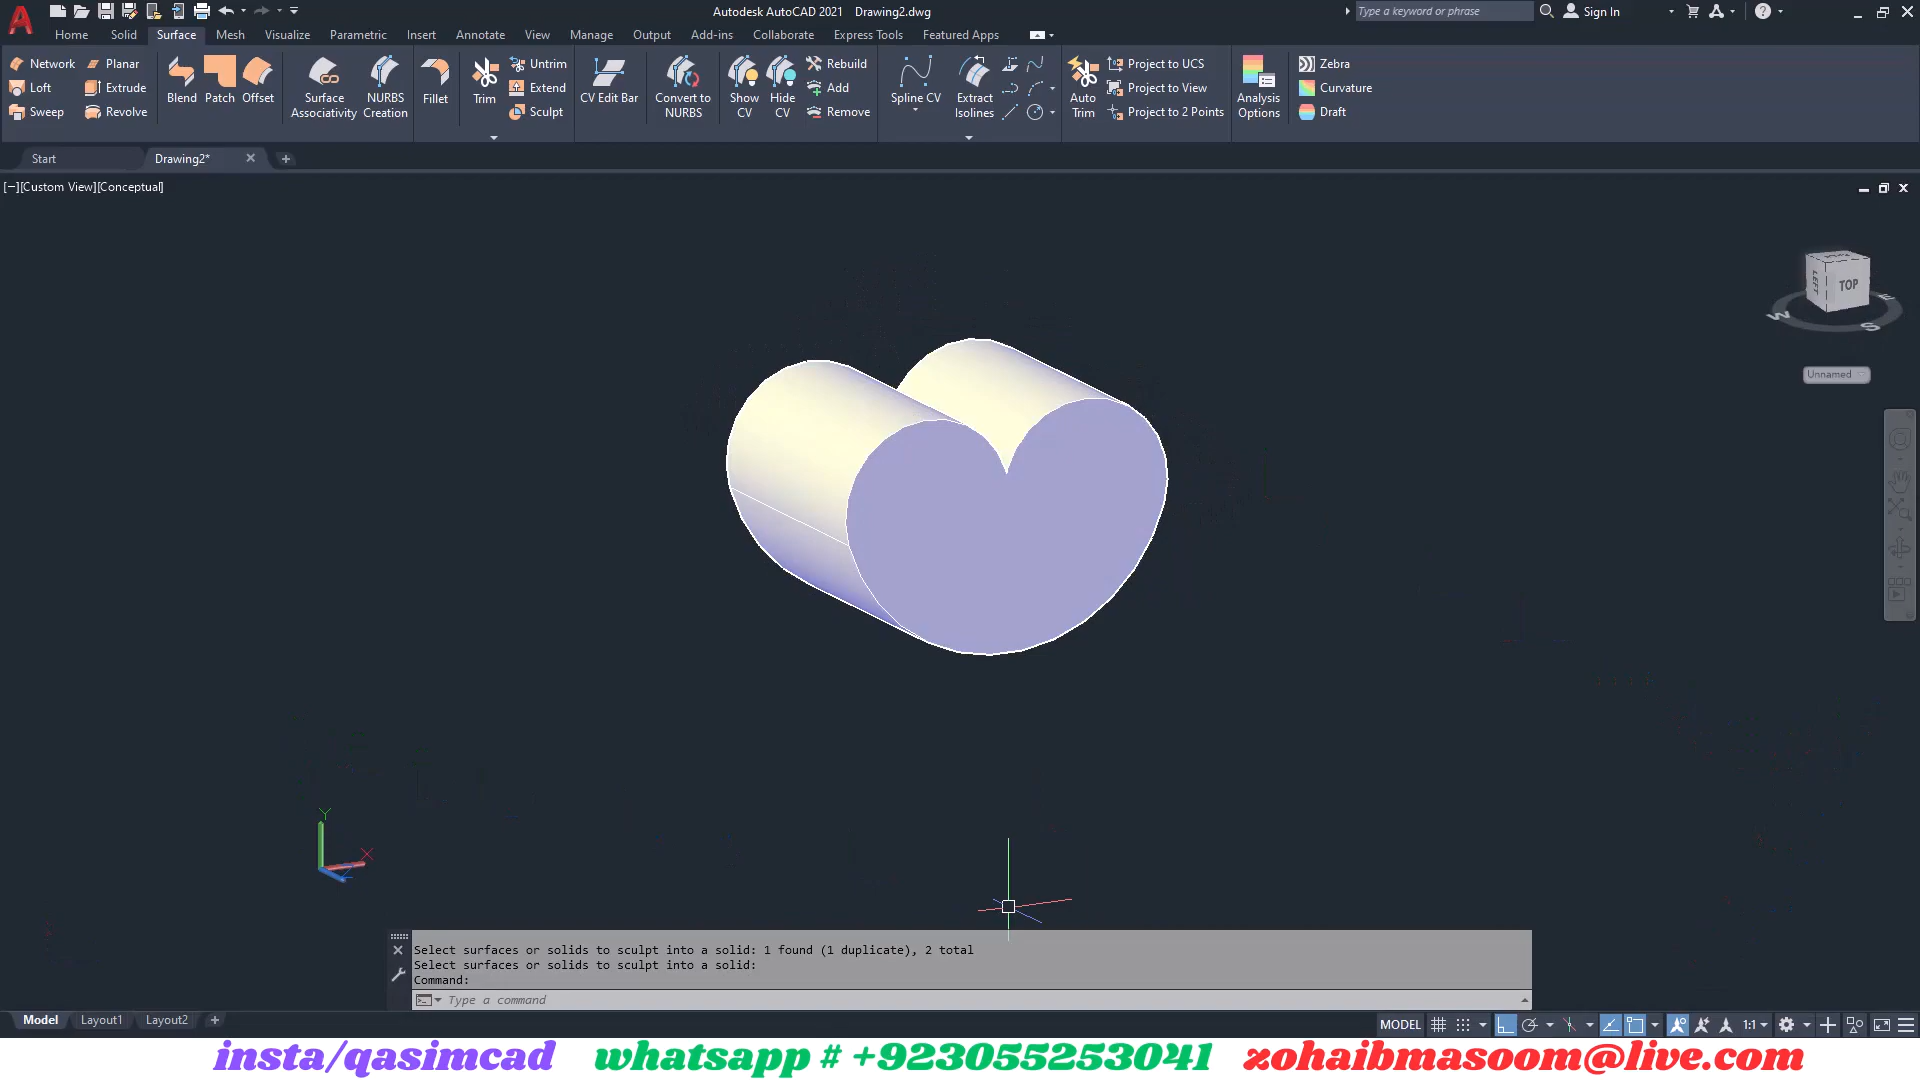 Autodesk AutoCAD 2021 Drawing2.dwg
Type a keyword or phrase
Sign In
Home Solid Surface Mesh Visualize Parametric Insert Annotate View Manage Output Add-ins Collaborate Express Tools Featured Apps
Network Planar
Loft Extrude
Sweep Revolve
Blend Patch Offset
Surface Associativity
NURBS Creation
Fillet
Trim
Untrim
Extend
Sculpt
CV Edit Bar
Convert to NURBS
Show CV
Hide CV
Rebuild
Add
Remove
Spline CV
Extract Isolines
Auto Trim
Project to UCS
Project to View
Project to 2 Points
Analysis Options
Zebra
Curvature
Draft
Start Drawing2*
[−][Custom View][Conceptual]
LEFT TOP
W S
Unnamed
Y
X
Select surfaces or solids to sculpt into a solid: 1 found (1 duplicate), 2 total
Select surfaces or solids to sculpt into a solid:
Command:
Type a command
Model Layout1 Layout2
MODEL 1:1
insta/qasimcad whatsapp # +923055253041 zohaibmasoom@live.com